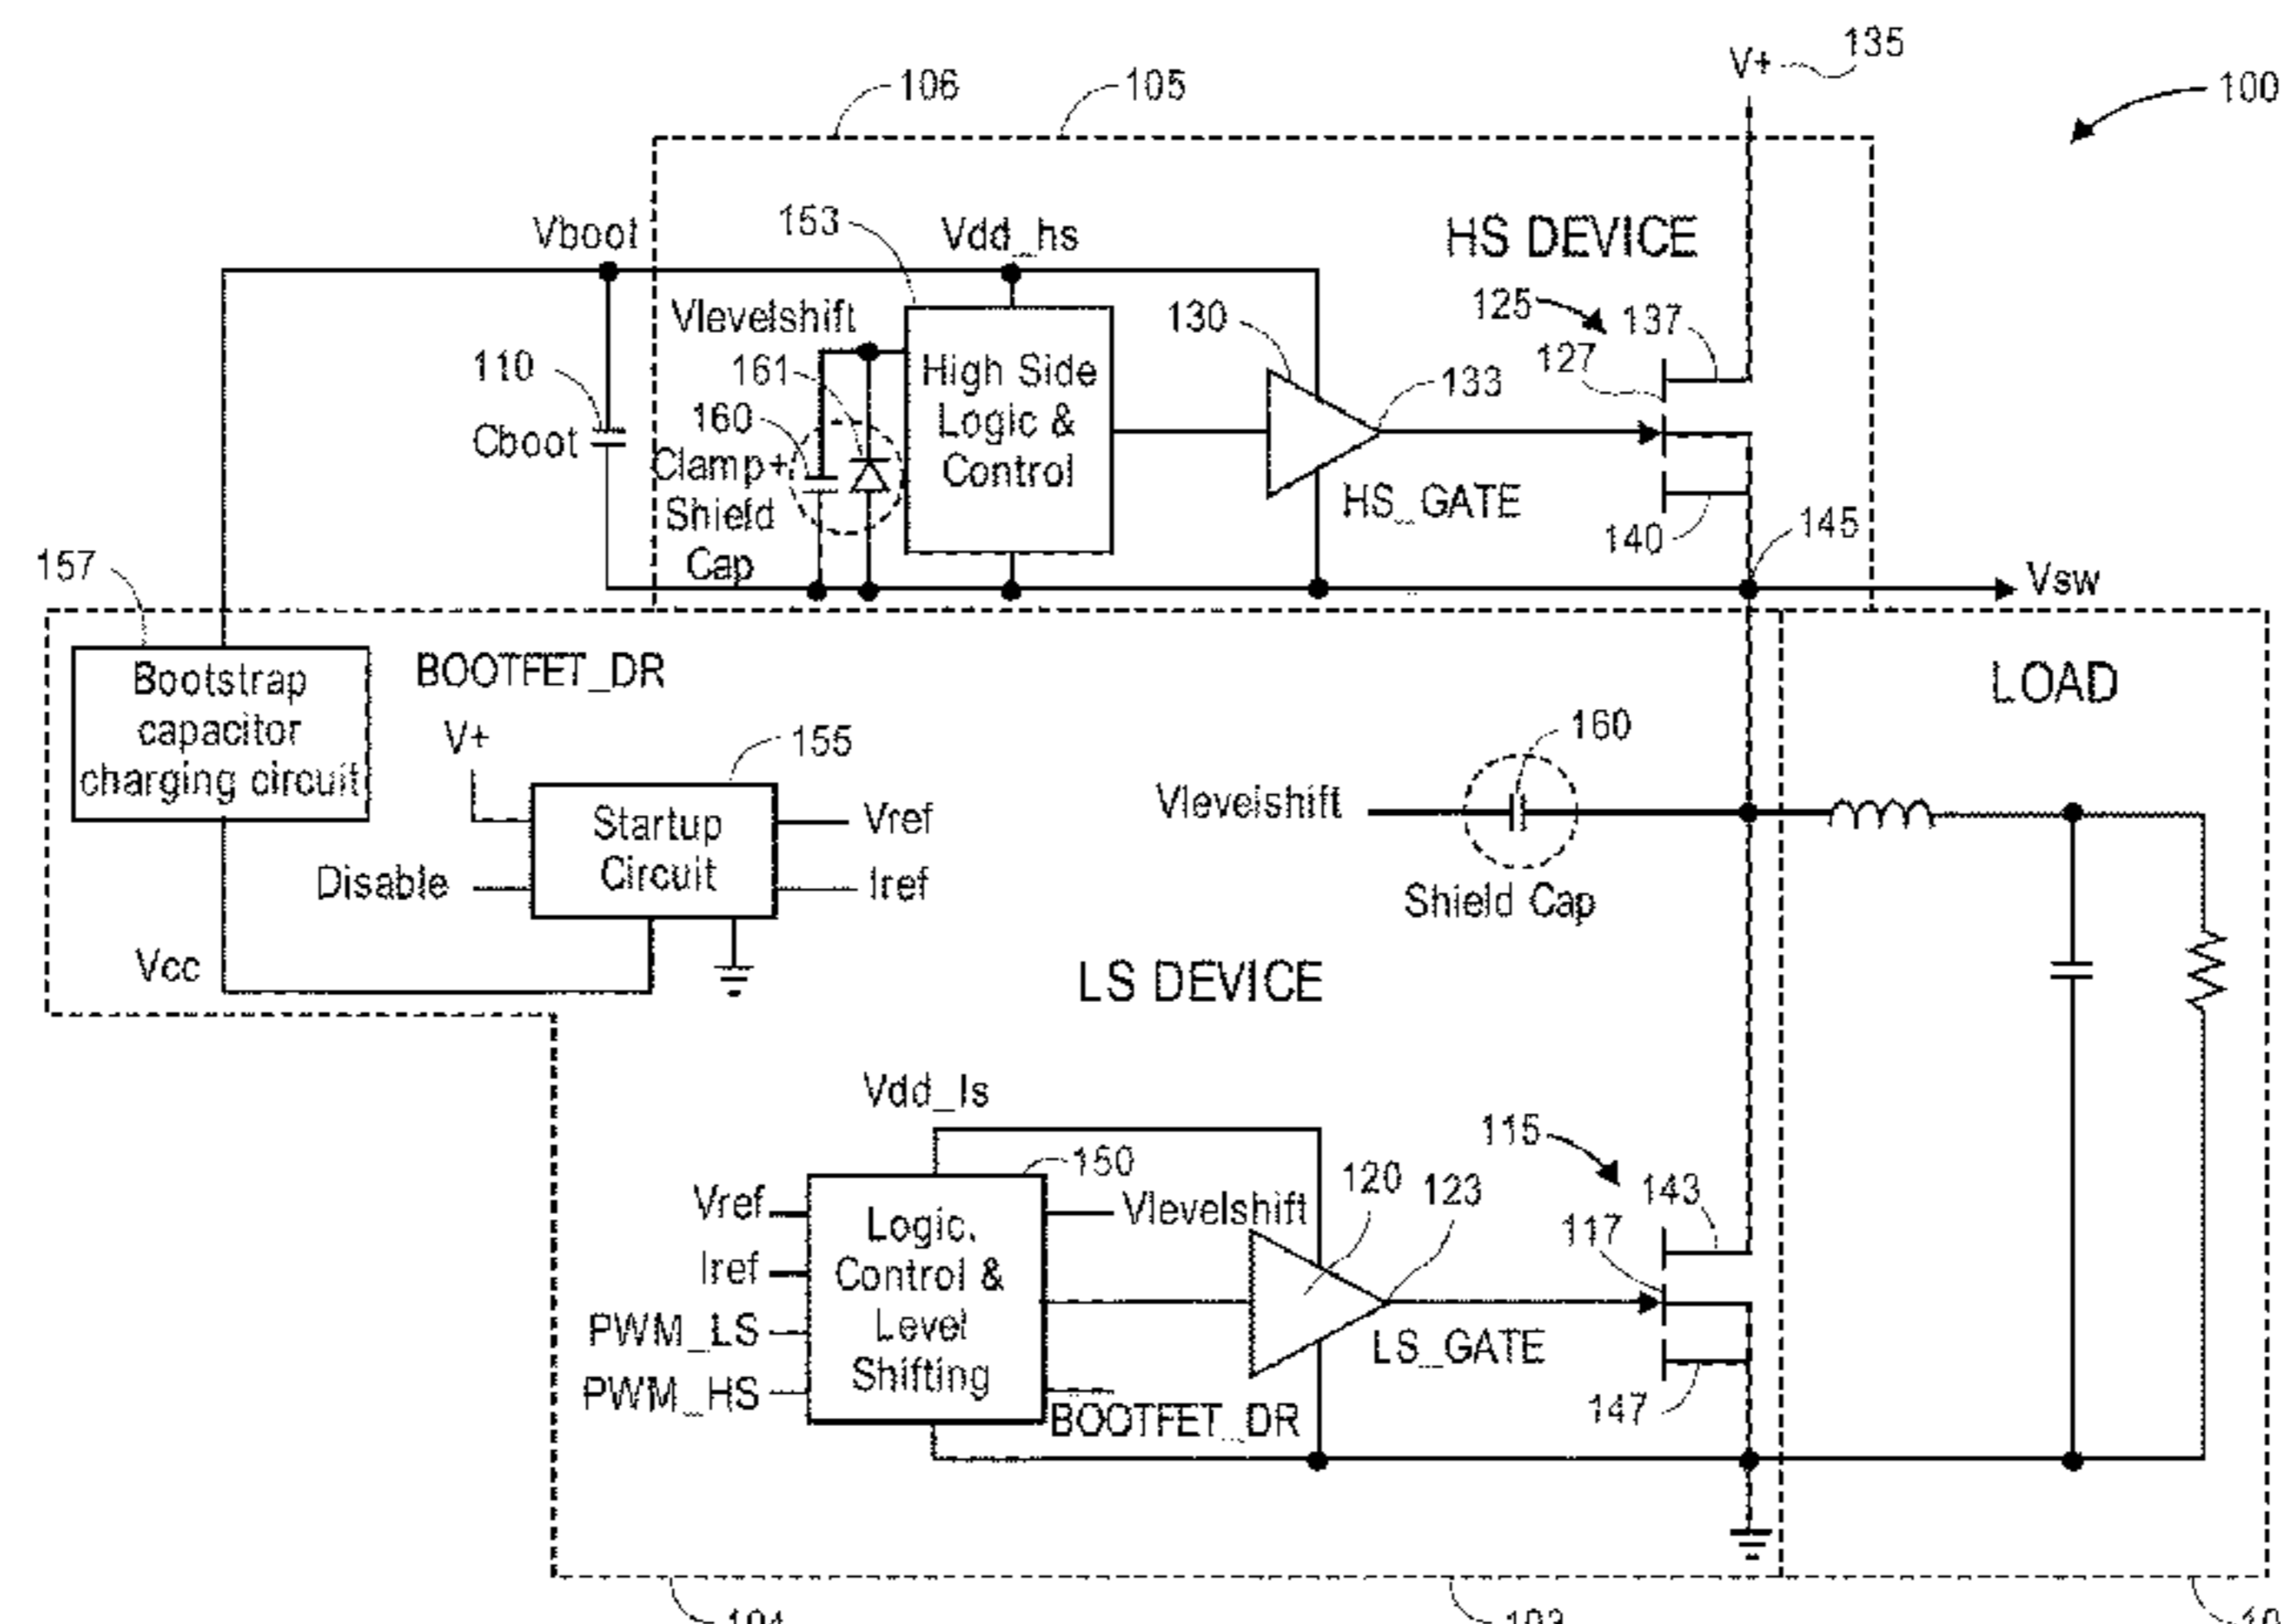 V+
135
106
105
100
Vboot
153
Vdd_hs
HS DEVICE
Vlevelshift
130
125
137
127
110
161
High Side
Logic &
Control
133
160
Cboot
Clamp+
Shield
Cap
HS_GATE
140
145
157
Vsw
Bootstrap
capacitor
charging circuit
BOOTFET_DR
LOAD
V+
155
160
Startup
Circuit
Vref
Vlevelshift
Disable
Iref
Shield Cap
Vcc
LS DEVICE
Vdd_ls
115
150
120
123
143
Vref
Vlevelshift
117
Logic,
Control &
Level
Shifting
Iref
PWM_LS
LS_GATE
PWM_HS
BOOTFET_DR
147
104
103